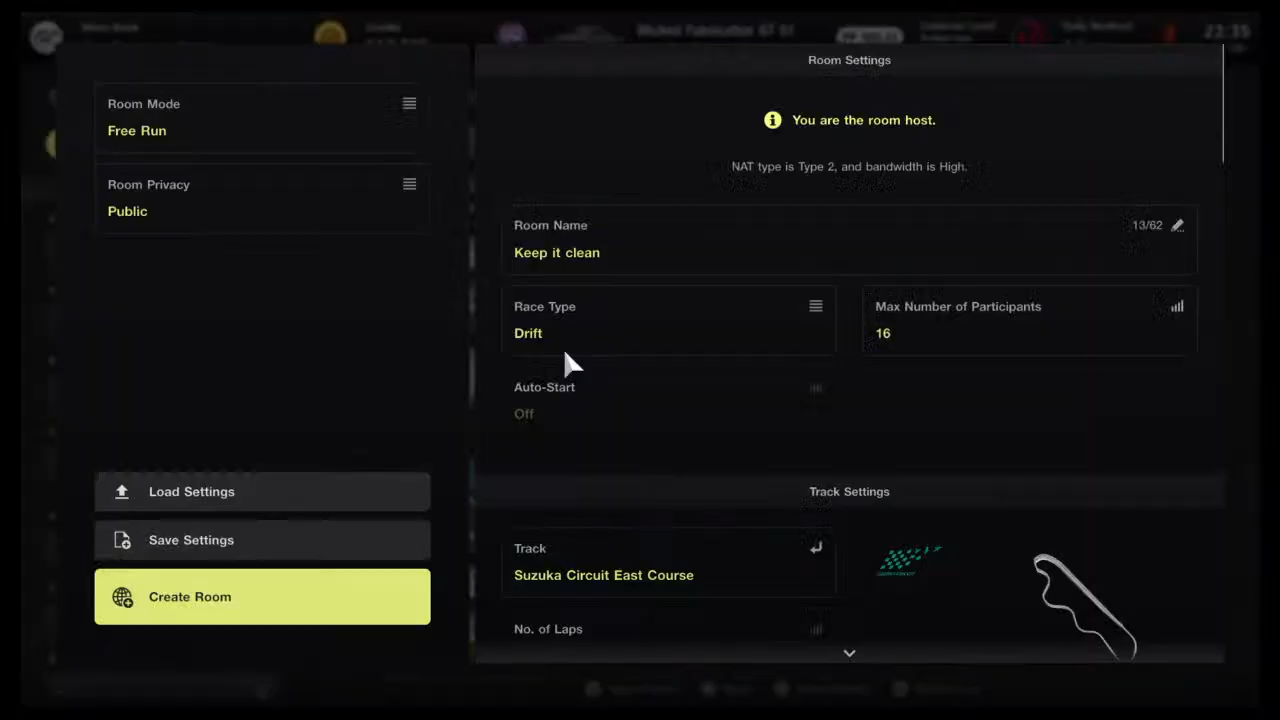 22:35
Room Settings
Room Mode
Free Run
Room Privacy
Public
You are the room host.
NAT type is Type 2, and bandwidth is High.
Room Name
13/62
Keep it clean
Race Type
Drift
Max Number of Participants
16
Auto-Start
Off
Load Settings
Save Settings
Create Room
Track Settings
Track
Suzuka Circuit East Course
No. of Laps